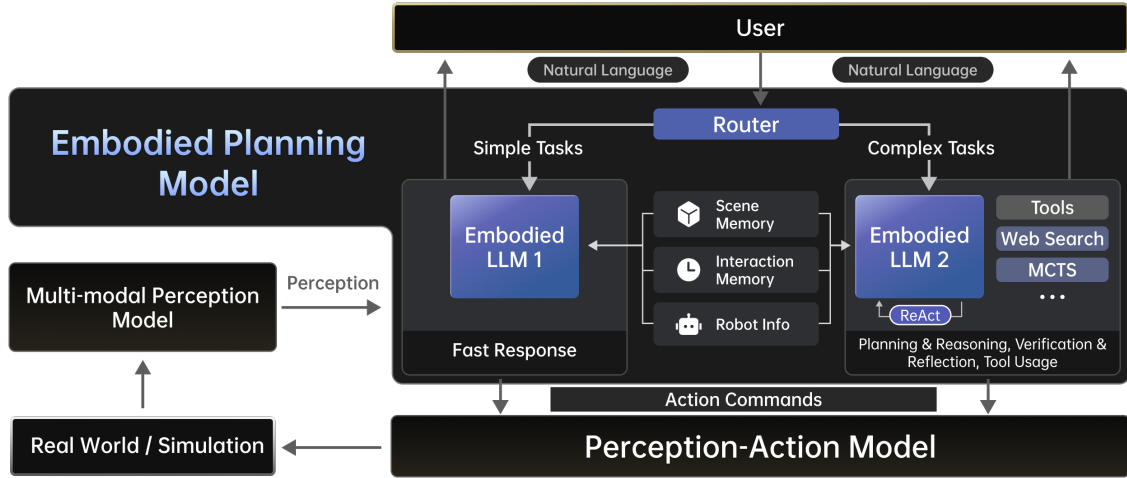 User
Natural Language
Natural Language
Embodied Planning
Model
Router
Simple Tasks
Complex Tasks
Embodied
LLM 1
Fast Response
Scene
Memory
Interaction
Memory
Robot Info
Embodied
LLM 2
Tools
Web Search
MCTS
...
ReAct
Planning & Reasoning, Verification &
Reflection, Tool Usage
Multi-modal Perception
Model
Perception
Action Commands
Real World / Simulation
Perception-Action Model